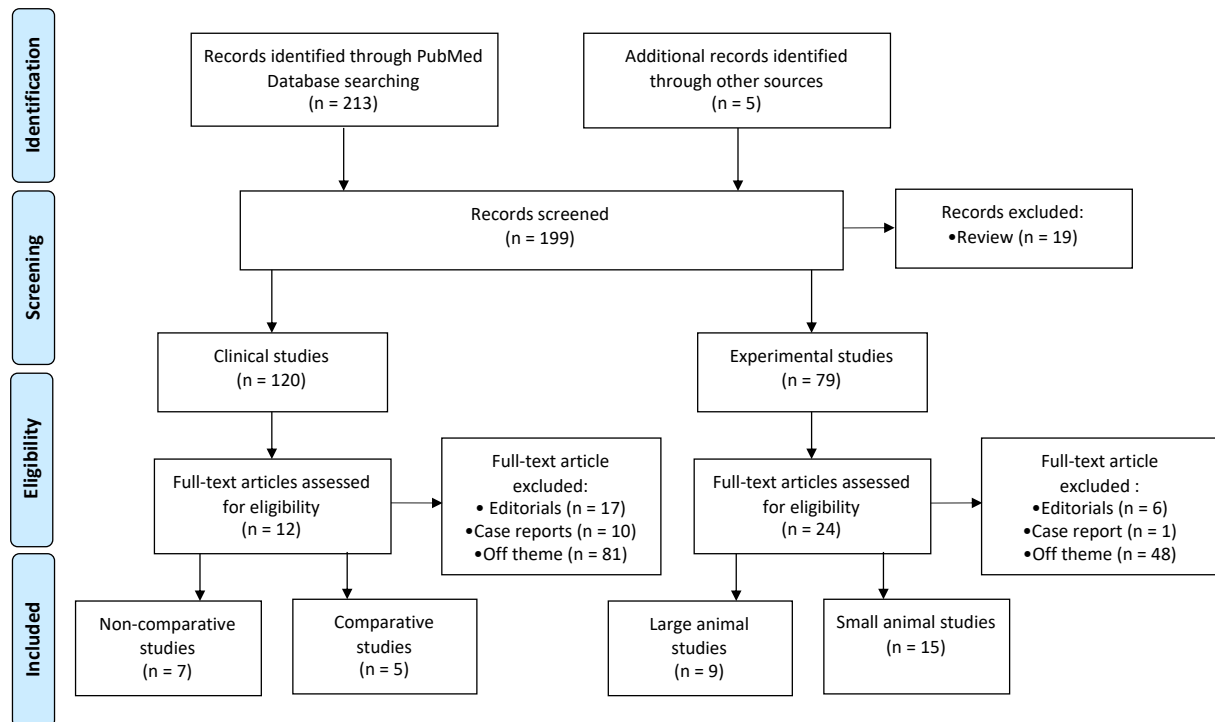 Identification
Records identified through PubMed
Database searching
(n = 213)
Additional records identified
through other sources
(n = 5)
Screening
Records screened
(n = 199)
Records excluded:
•Review (n = 19)
Clinical studies
(n = 120)
Experimental studies
(n = 79)
Eligibility
Full-text articles assessed
for eligibility
(n = 12)
Full-text article
excluded:
• Editorials (n = 17)
•Case reports (n = 10)
•Off theme (n = 81)
Full-text articles assessed
for eligibility
(n = 24)
Full-text article
excluded :
•Editorials (n = 6)
•Case report (n = 1)
•Off theme (n = 48)
Included
Non-comparative
studies
(n = 7)
Comparative
studies
(n = 5)
Large animal
studies
(n = 9)
Small animal studies
(n = 15)